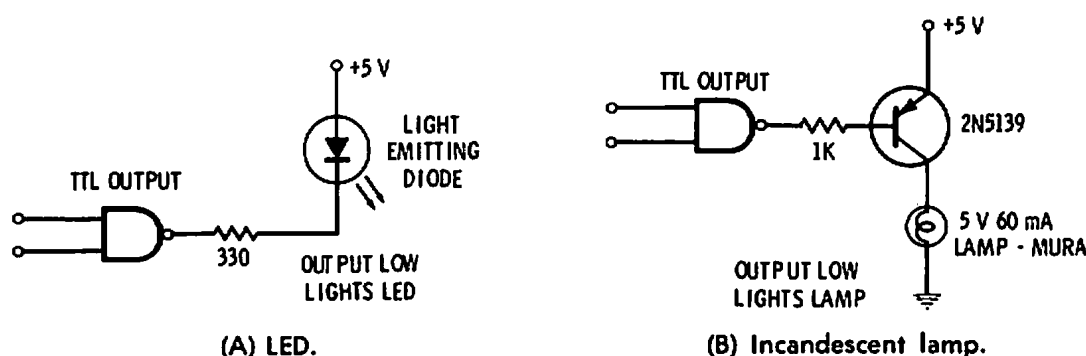 +5 V
LIGHT
EMITTING
DIODE
TTL OUTPUT
330
OUTPUT LOW
LIGHTS LED
(A) LED.
+5 V
TTL OUTPUT
1K
2N5139
5 V 60 mA
LAMP - MURA
OUTPUT LOW
LIGHTS LAMP
(B) Incandescent lamp.